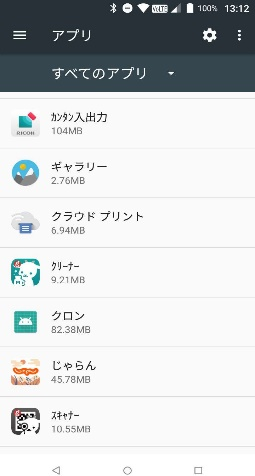 100% 13:12
アプリ
すべてのアプリ
ｶﾝﾀﾝ入出力
104MB
RICOH
ギャラリー
2.76MB
クラウド プリント
6.94MB
ｸﾘｰﾅｰ
9.21MB
クロン
82.38MB
じゃらん
45.78MB
ｽｷｬﾅｰ
10.55MB